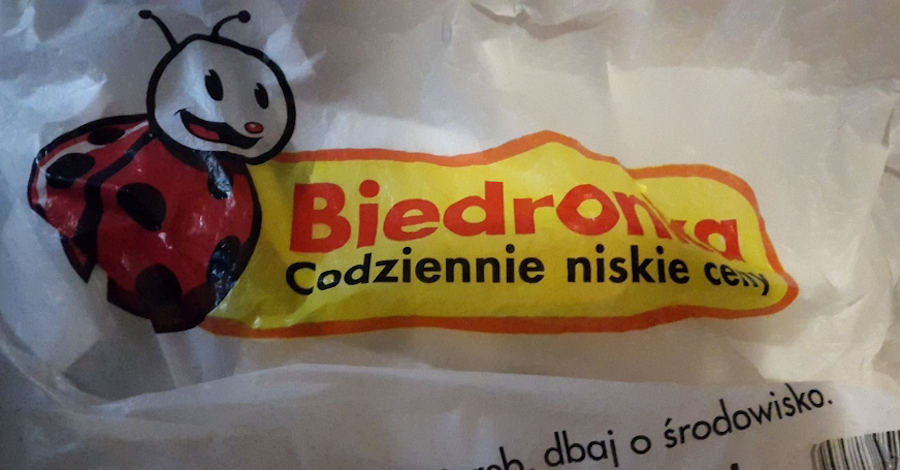 Biedronka
Codziennie niskie ceny
dbaj o środowisko.